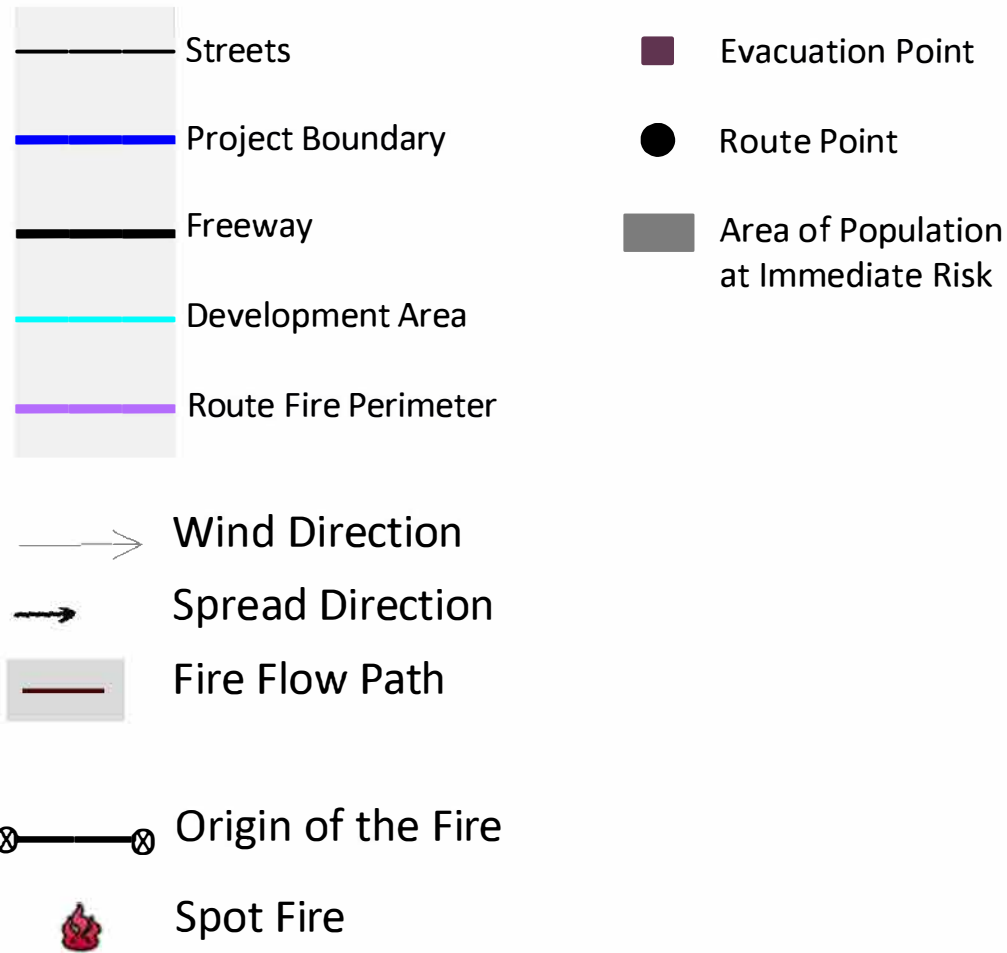 Streets
Project Boundary
Freeway
Development Area
Route Fire Perimeter
Wind Direction
Spread Direction
Fire Flow Path
Origin of the Fire
Spot Fire
Evacuation Point
Route Point
Area of Population
at Immediate Risk